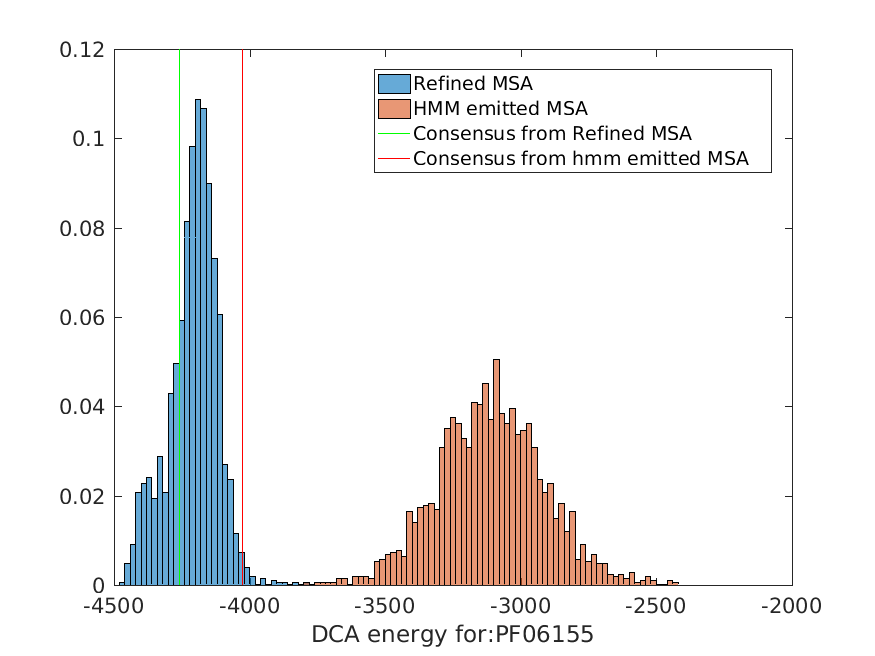 0.12
0.1
0.08
0.06
0.04
0.02
0
Refined MSA
HMM emitted MSA
Consensus from Refined MSA
Consensus from hmm emitted MSA
-4500 -4000 -3500 -3000 -2500 -2000
DCA energy for:PF06155